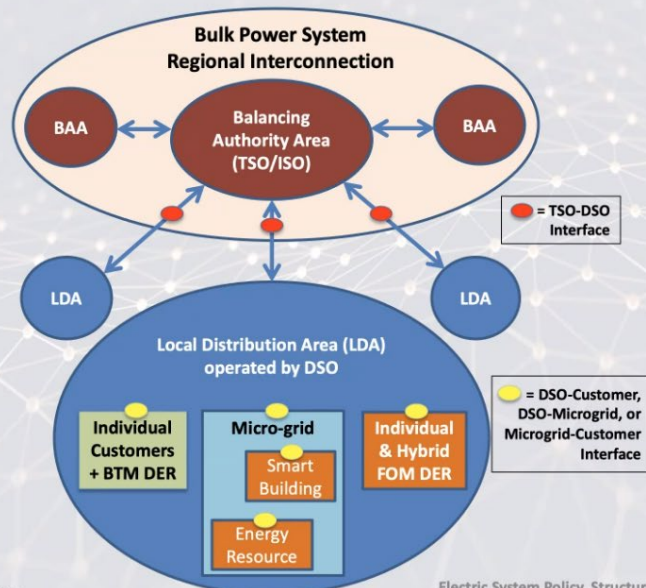 Bulk Power System
Regional Interconnection
BAA
Balancing
Authority Area
(TSO/ISO)
BAA
= TSO-DSO
Interface
LDA
LDA
Local Distribution Area (LDA)
operated by DSO
= DSO-Customer,
DSO-Microgrid, or
Microgrid-Customer
Interface
Individual
Customers
+ BTM DER
Micro-grid
Smart
Building
Energy
Resource
Individual
& Hybrid
FOM DER
Electric System Policy, Structur